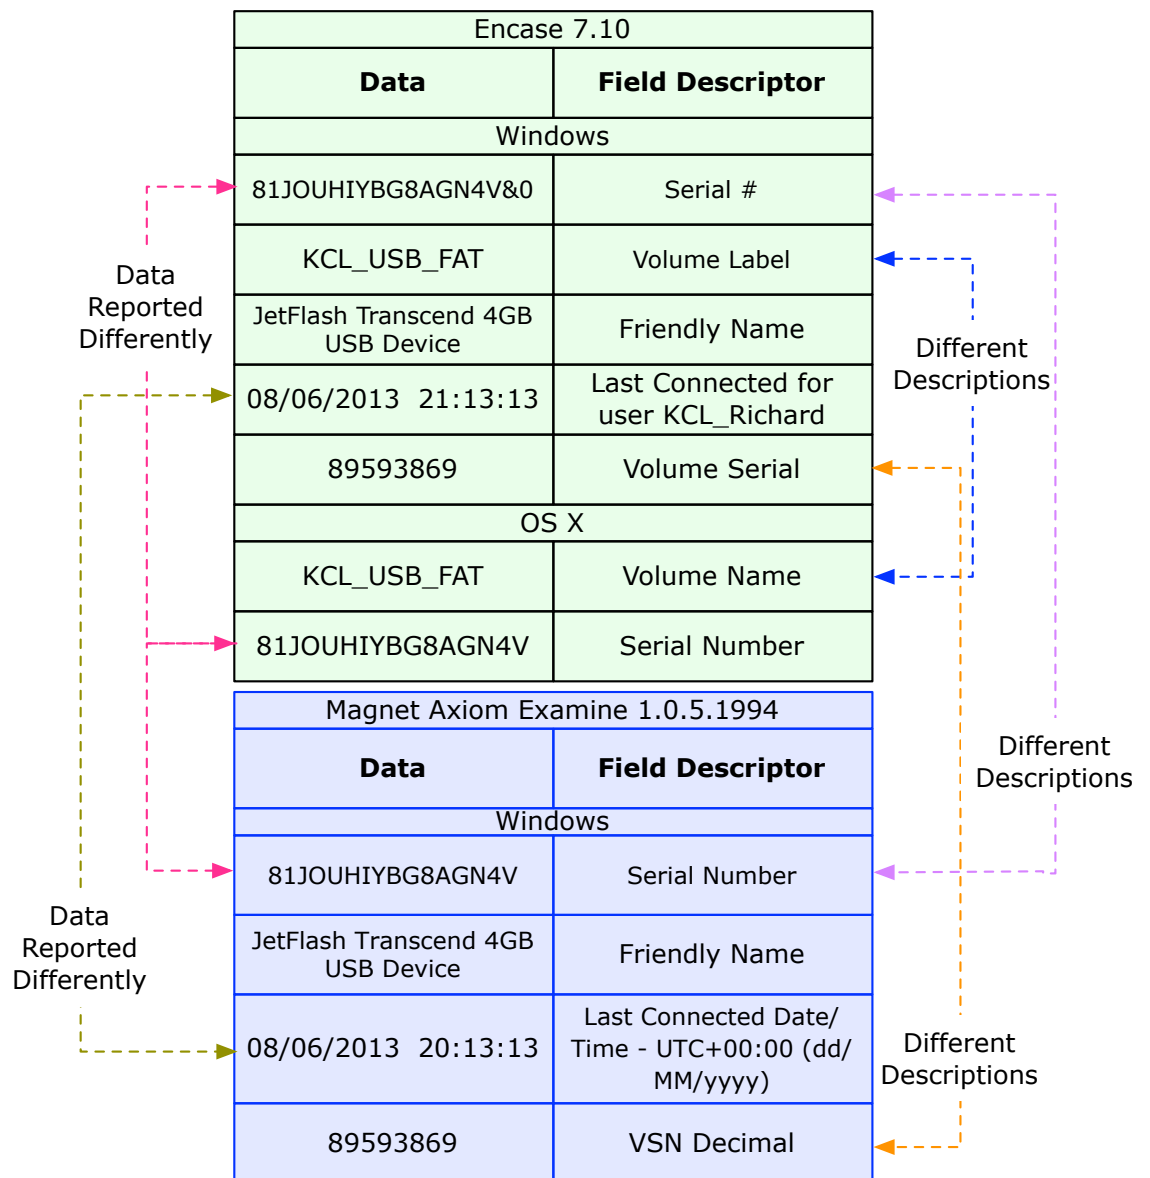 Encase 7.10
Data
Field Descriptor
Windows
81JOUHIYBG8AGN4V&0
Serial #
KCL_USB_FAT
Volume Label
JetFlash Transcend 4GB
USB Device
Friendly Name
08/06/2013 21:13:13
Last Connected for
user KCL_Richard
89593869
Volume Serial
OS X
KCL_USB_FAT
Volume Name
81JOUHIYBG8AGN4V
Serial Number
Magnet Axiom Examine 1.0.5.1994
Data
Field Descriptor
Windows
81JOUHIYBG8AGN4V
Serial Number
JetFlash Transcend 4GB
USB Device
Friendly Name
08/06/2013 20:13:13
Last Connected Date/
Time - UTC+00:00 (dd/
MM/yyyy)
89593869
VSN Decimal
Data
Reported
Differently
Data
Reported
Differently
Different
Descriptions
Different
Descriptions
Different
Descriptions